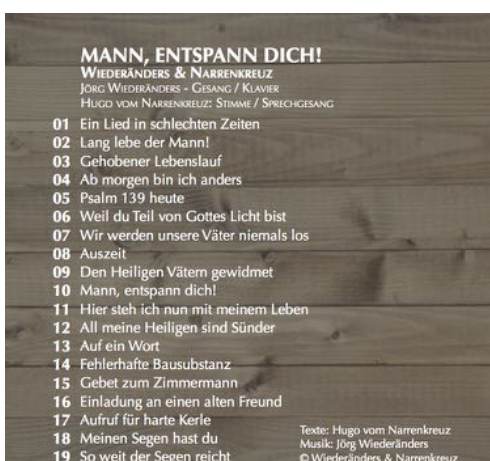 MANN, ENTSPANN DICH!
WIEDERÄNDERS & NARRENKREUZ
JÖRG WIEDERÄNDERS - GESANG / KLAVIER
HUGO VOM NARRENKREUZ: STIMME / SPRECHGESANG
01 Ein Lied in schlechten Zeiten
02 Lang lebe der Mann!
03 Gehobener Lebenslauf
04 Ab morgen bin ich anders
05 Psalm 139 heute
06 Weil du Teil von Gottes Licht bist
07 Wir werden unsere Väter niemals los
08 Auszeit
09 Den Heiligen Vätern gewidmet
10 Mann, entspann dich!
11 Hier steh ich nun mit meinem Leben
12 All meine Heiligen sind Sünder
13 Auf ein Wort
14 Fehlerhafte Bausubstanz
15 Gebet zum Zimmermann
16 Einladung an einen alten Freund
17 Aufruf für harte Kerle
18 Meinen Segen hast du
19 So weit der Segen reicht
Texte: Hugo vom Narrenkreuz
Musik: Jörg Wiederänders
© Wiederänders & Narrenkreuz